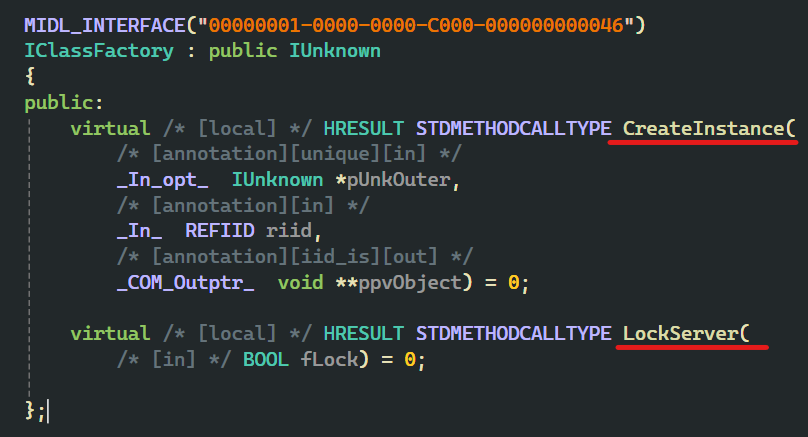 MIDL_INTERFACE("00000001-0000-0000-C000-000000000046")
IClassFactory : public IUnknown
{
public:
    virtual /* [local] */ HRESULT STDMETHODCALLTYPE CreateInstance(
        /* [annotation][unique][in] */
        _In_opt_  IUnknown *pUnkOuter,
        /* [annotation][in] */
        _In_  REFIID riid,
        /* [annotation][iid_is][out] */
        _COM_Outptr_  void **ppvObject) = 0;
    virtual /* [local] */ HRESULT STDMETHODCALLTYPE LockServer(
        /* [in] */ BOOL fLock) = 0;
};